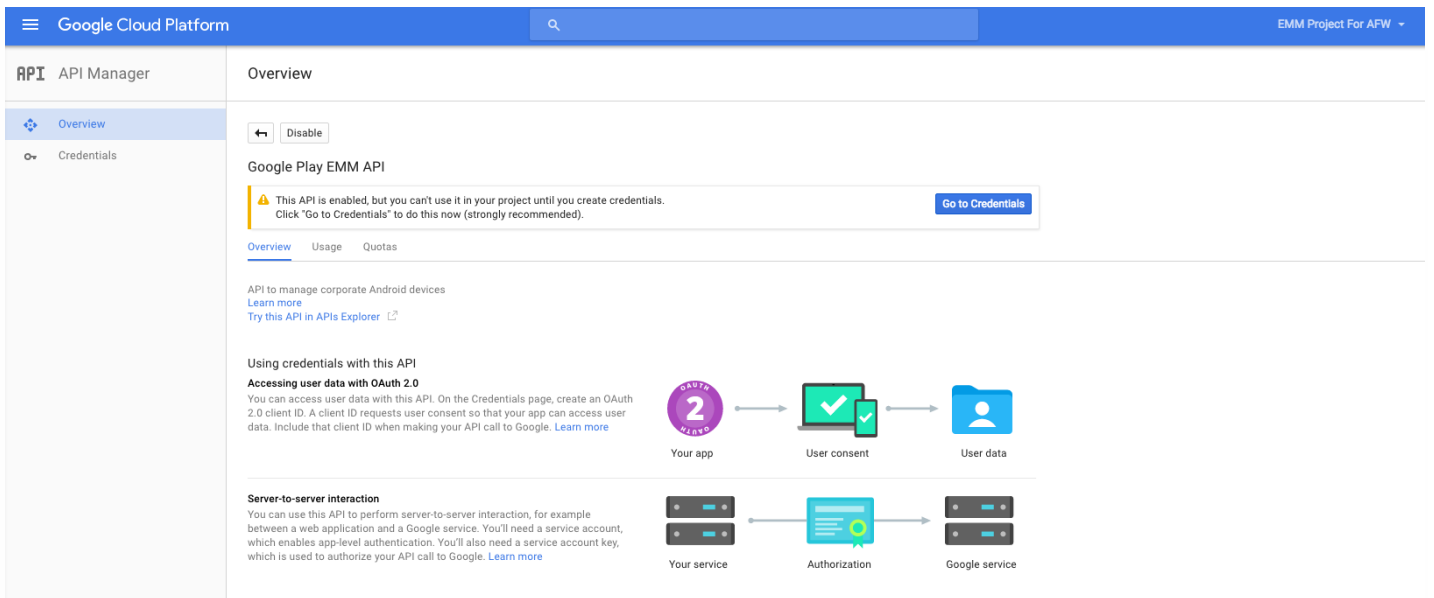 Google Cloud Platform
EMM Project For AFW
API API Manager
Overview
Overview
Credentials
Disable
Google Play EMM API
This API is enabled, but you can't use it in your project until you create credentials.
Click "Go to Credentials" to do this now (strongly recommended).
Go to Credentials
Overview Usage Quotas
API to manage corporate Android devices
Learn more
Try this API in APIs Explorer
Using credentials with this API
Accessing user data with OAuth 2.0
You can access user data with this API. On the Credentials page, create an OAuth
2.0 client ID. A client ID requests user consent so that your app can access user
data. Include that client ID when making your API call to Google. Learn more
OAUTH
2
OAUTH
Your app
User consent
User data
Server-to-server interaction
You can use this API to perform server-to-server interaction, for example
between a web application and a Google service. You'll need a service account,
which enables app-level authentication. You'll also need a service account key,
which is used to authorize your API call to Google. Learn more
Your service
Authorization
Google service